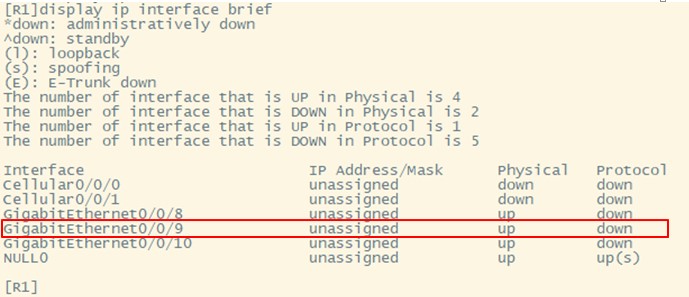 [R1]display ip interface brief
*down: administratively down
^down: standby
(l): loopback
(s): spoofing
(E): E-Trunk down
The number of interface that is UP in Physical is 4
The number of interface that is DOWN in Physical is 2
The number of interface that is UP in Protocol is 1
The number of interface that is DOWN in Protocol is 5
Interface IP Address/Mask Physical Protocol
Cellular0/0/0 unassigned down down
Cellular0/0/1 unassigned down down
GigabitEthernet0/0/8 unassigned up down
GigabitEthernet0/0/9 unassigned up down
GigabitEthernet0/0/10 unassigned up down
NULL0 unassigned up up(s)
[R1]